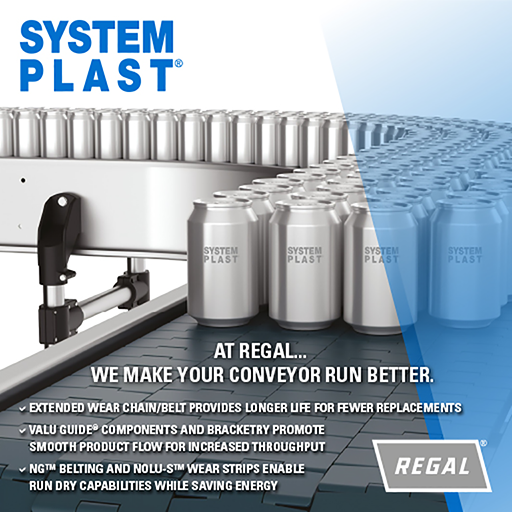 SYSTEM
PLAST®
SYSTEM
PLAST
SYSTEM
PLAST
SYSTEM
PLAST
SYSTEM
PLAST
AT REGAL...
WE MAKE YOUR CONVEYOR RUN BETTER.
✓ EXTENDED WEAR CHAIN/BELT PROVIDES LONGER LIFE FOR FEWER REPLACEMENTS
✓ VALU GUIDE® COMPONENTS AND BRACKETRY PROMOTE
SMOOTH PRODUCT FLOW FOR INCREASED THROUGHPUT
✓ NG™ BELTING AND NOLU-S™ WEAR STRIPS ENABLE
RUN DRY CAPABILITIES WHILE SAVING ENERGY
REGAL®